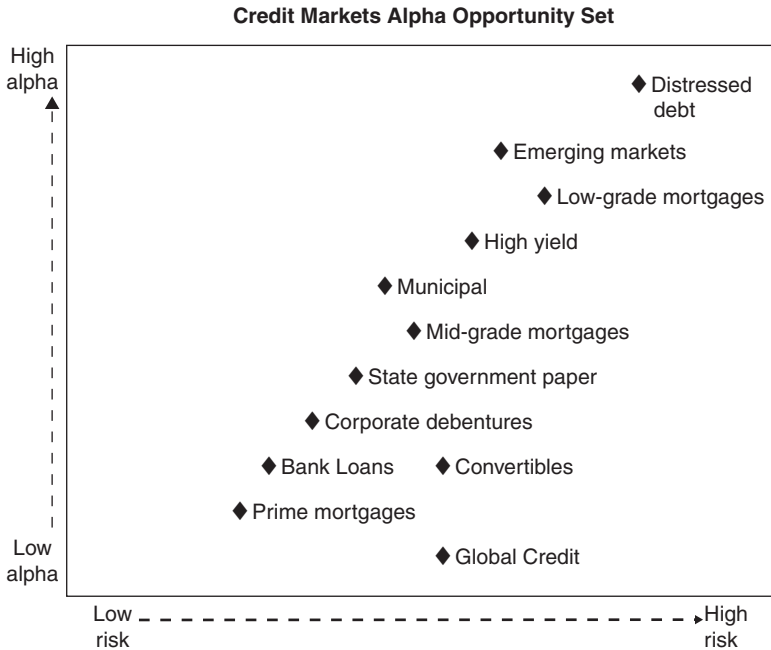 Credit Markets Alpha Opportunity Set
High
alpha
Distressed
debt
Emerging markets
Low-grade mortgages
High yield
Municipal
Mid-grade mortgages
State government paper
Corporate debentures
Bank Loans
Convertibles
Prime mortgages
Low
alpha
Global Credit
Low
risk
High
risk